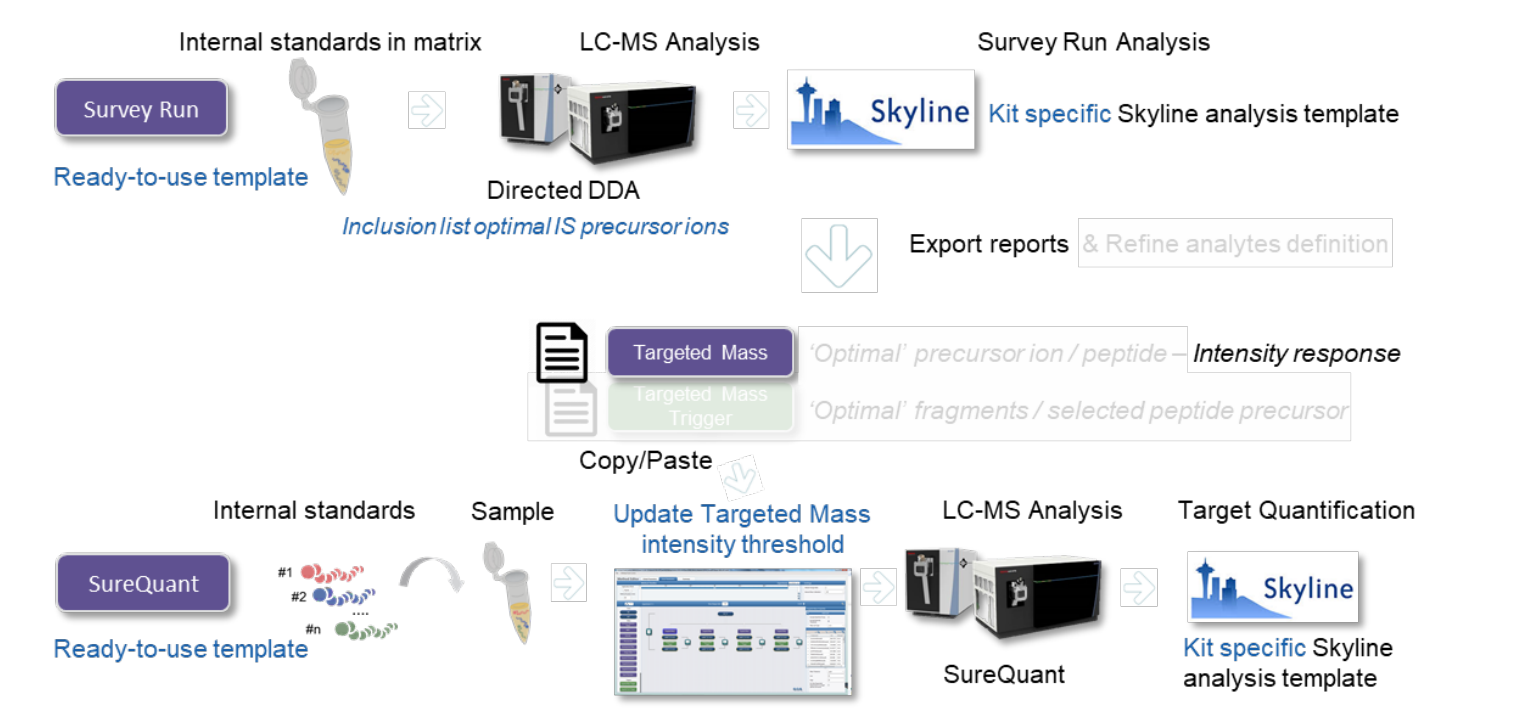 Internal standards in matrix
LC-MS Analysis
Survey Run Analysis
Survey Run
Skyline
Kit specific Skyline analysis template
Ready-to-use template
Directed DDA
Inclusion list optimal IS precursor ions
Export reports & Refine analytes definition
Targeted Mass
'Optimal' precursor ion / peptide – Intensity response
Targeted Mass
Trigger
'Optimal' fragments / selected peptide precursor
Copy/Paste
Internal standards
Sample
Update Targeted Mass
intensity threshold
LC-MS Analysis
Target Quantification
SureQuant
#1
#2
....
#n
Skyline
Ready-to-use template
SureQuant
Kit specific Skyline
analysis template